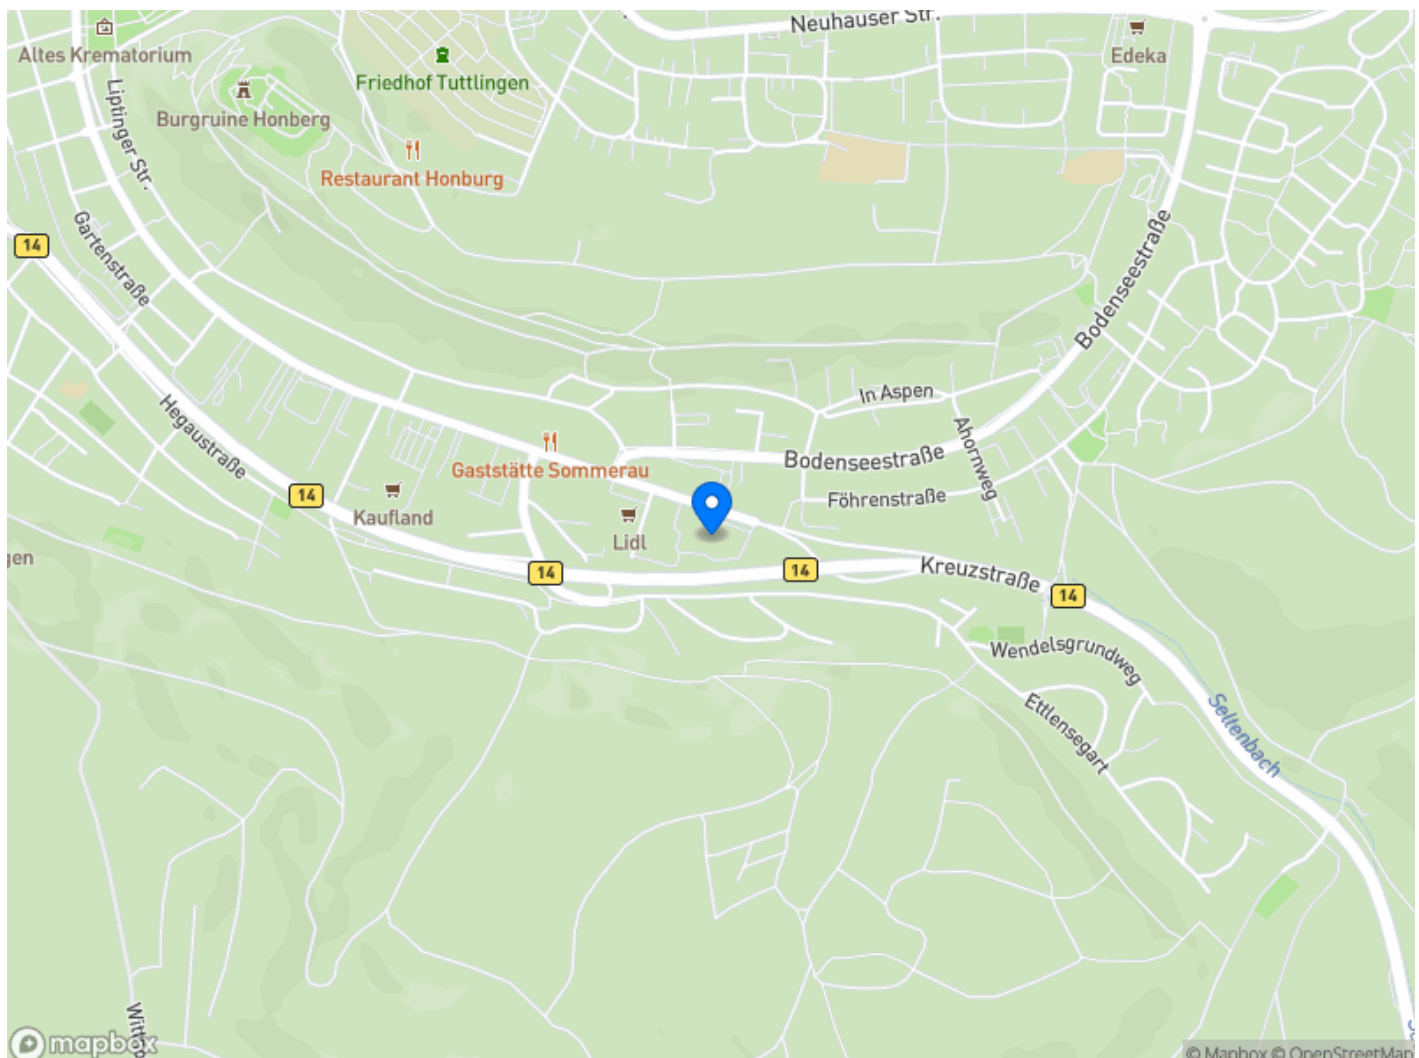 Neuhauser Str.
Edeka
Altes Krematorium
Friedhof Tuttlingen
Burgruine Honberg
Liptinger Str.
Restaurant Honburg
14
Gartenstraße
Bodenseestraße
In Aspen
Hegaustraße
Ahornweg
Gaststätte Sommerau
Bodenseestraße
14
Kaufland
Föhrenstraße
Lidl
gen
14
14
Kreuzstraße
14
Wendelsgrundweg
Ettlensegart
Seltenbach
mapbox
© Mapbox © OpenStreetMap